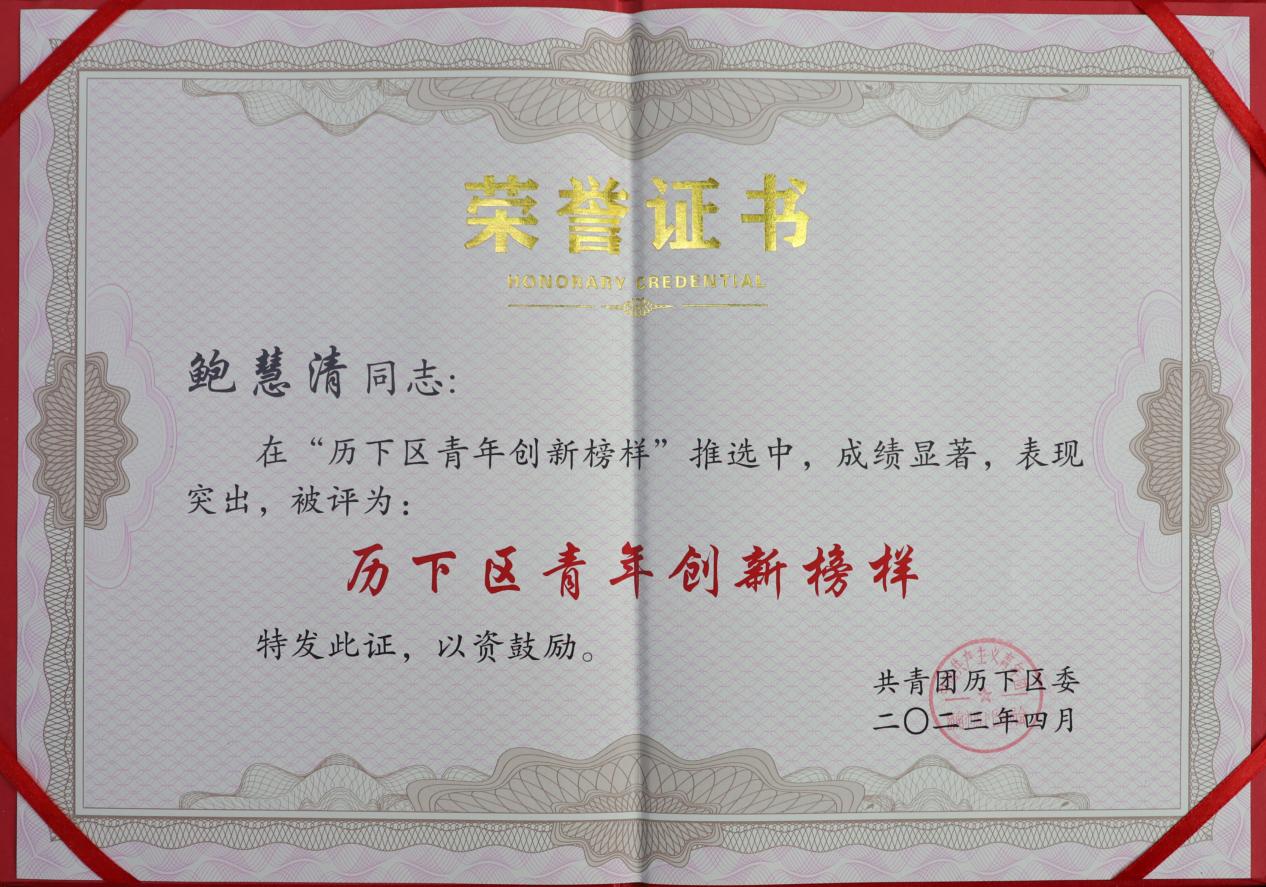 荣誉证书
HONORARY CREDENTIAL
鲍慧清同志:
在“历下区青年创新榜样”推选中，成绩显著，表现
突出，被评为：
历下区青年创新榜样
特发此证，以资鼓励。
共青团历下区委
二〇二三年四月